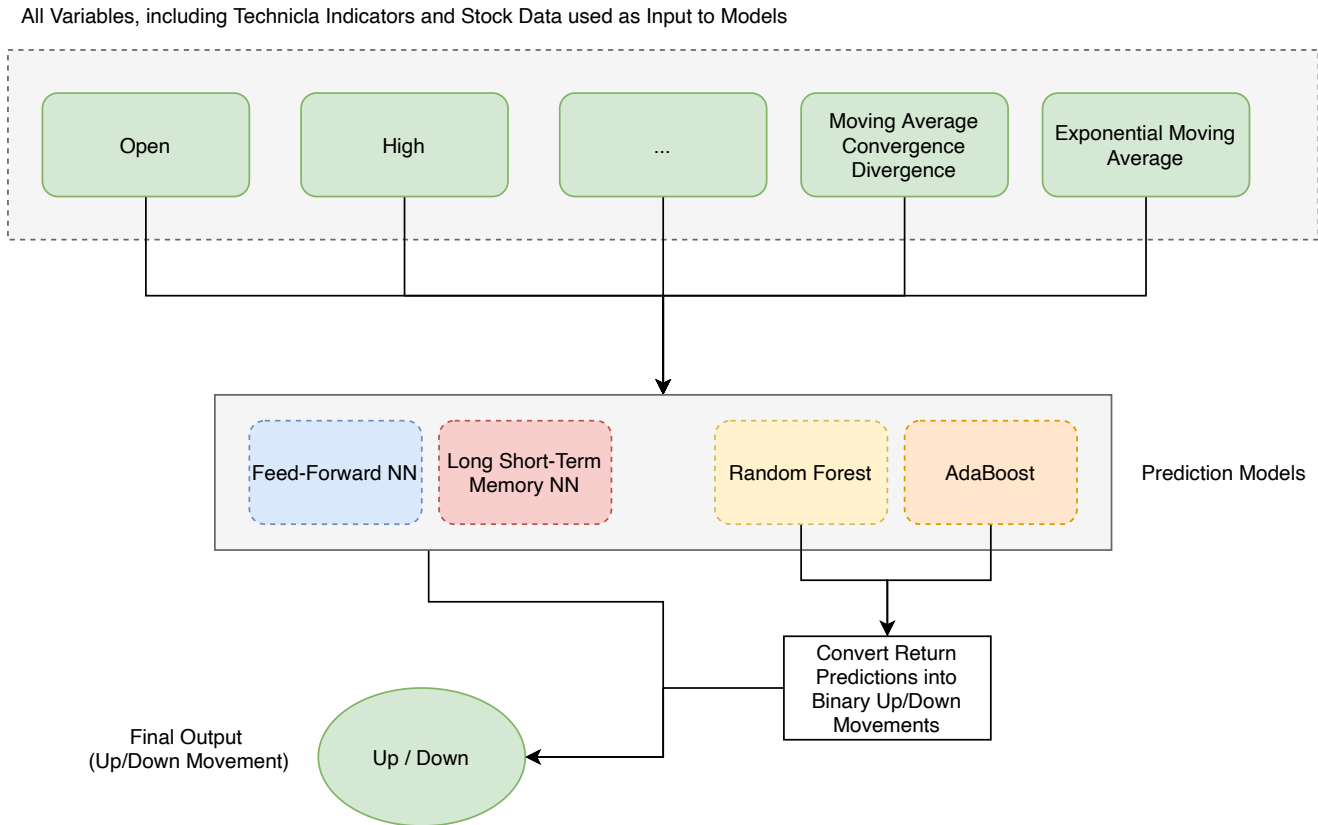 All Variables, including Technicla Indicators and Stock Data used as Input to Models
Open
High
...
Moving Average
Convergence
Divergence
Exponential Moving
Average
Feed-Forward NN
Long Short-Term
Memory NN
Random Forest
AdaBoost
Prediction Models
Convert Return
Predictions into
Binary Up/Down
Movements
Final Output
(Up/Down Movement)
Up / Down